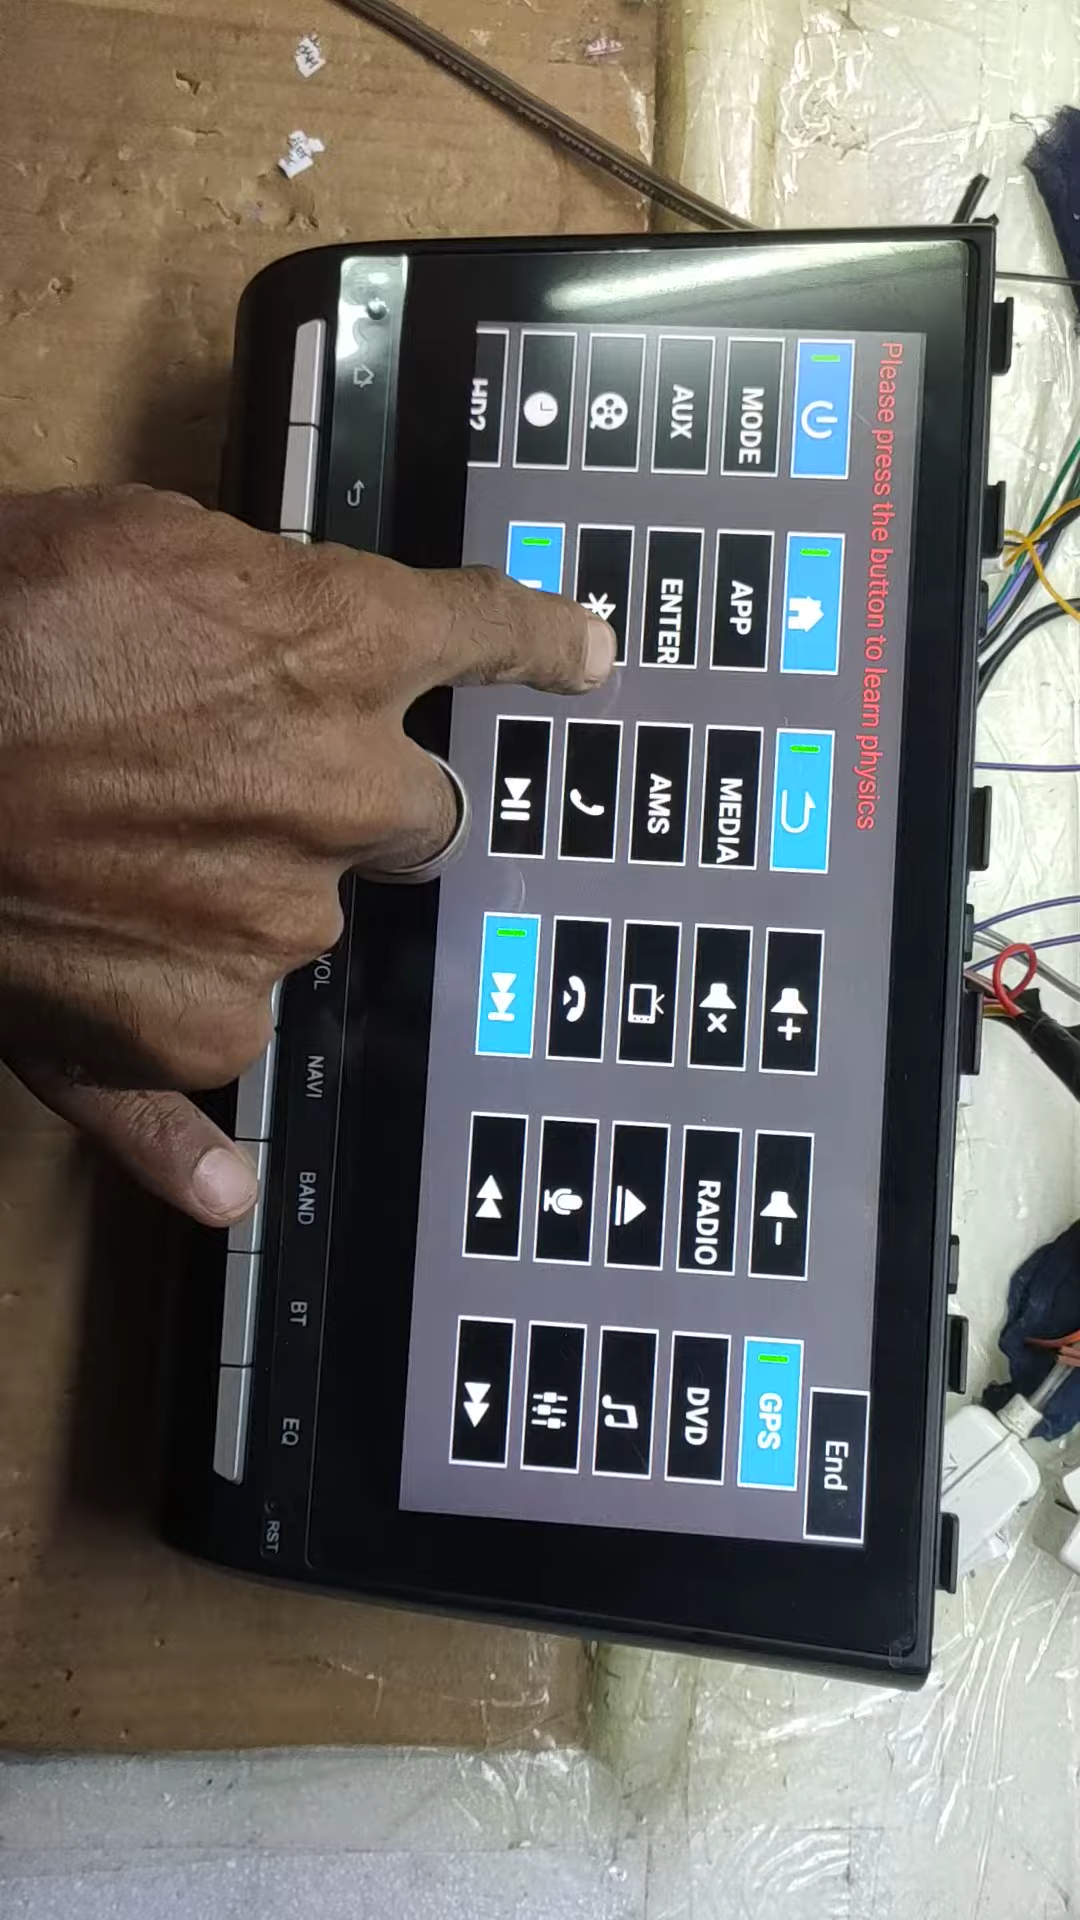 Please press the button to learn physics
End
GPS
MODE
APP
MEDIA
RADIO
DVD
AUX
ENTER
AMS
VOL
NAVI
BAND
BT
EQ
RST